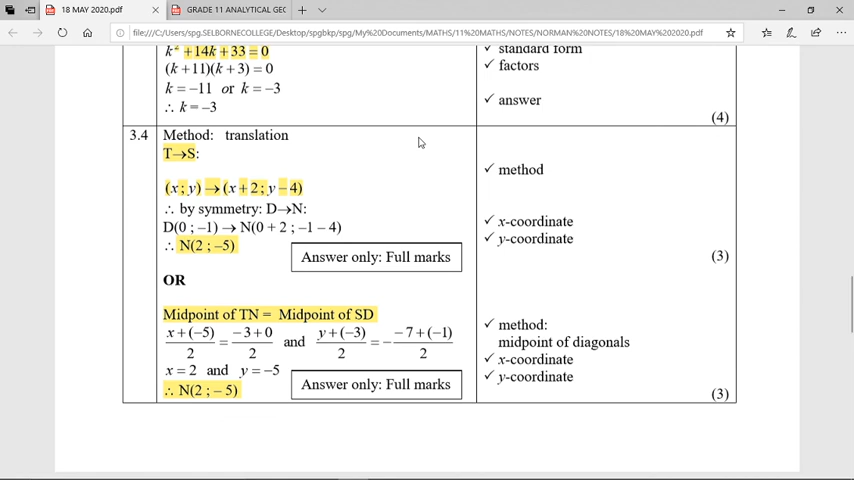 18 MAY 2020.pdf
GRADE 11 ANALYTICAL GEO
file:///C:/Users/spg.SELBORNECOLLEGE/Desktop/spgbkp/spg/My%20Documents/MATHS/11%20MATHS/NOTES/NORMAN%20NOTES/18%20MAY%202020.pdf
k² +14k +33 = 0
✓ standard form
(k +11)(k +3) = 0
✓ factors
k = −11 or k = −3
∴ k = −3
✓ answer
(4)
3.4 Method: translation
T→S:
✓ method
(x ; y) → (x + 2 ; y − 4)
∴ by symmetry: D→N:
D(0 ; −1) → N(0 + 2 ; −1 − 4)
✓ x-coordinate
∴ N(2 ; −5)
✓ y-coordinate
Answer only: Full marks
(3)
OR
Midpoint of TN = Midpoint of SD
x + (−5)/2 = −3 + 0/2 and y + (−3)/2 = − −7 + (−1)/2
✓ method:
midpoint of diagonals
x = 2 and y = −5
✓ x-coordinate
∴ N(2 ; − 5)
✓ y-coordinate
Answer only: Full marks
(3)